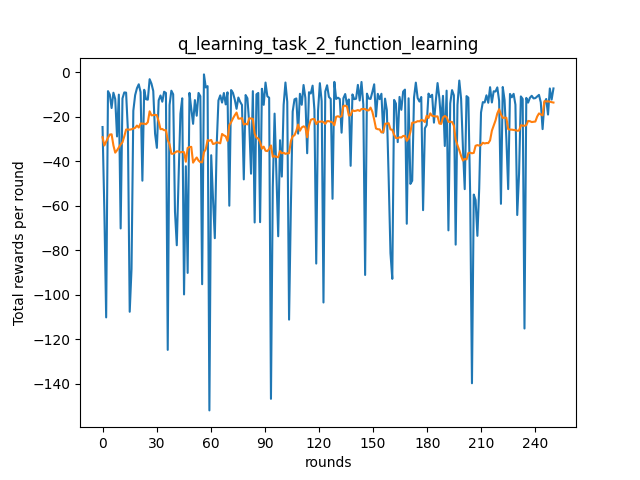 q_learning_task_2_function_learning
Total rewards per round
0
−20
−40
−60
−80
−100
−120
−140
0 30 60 90 120 150 180 210 240
rounds